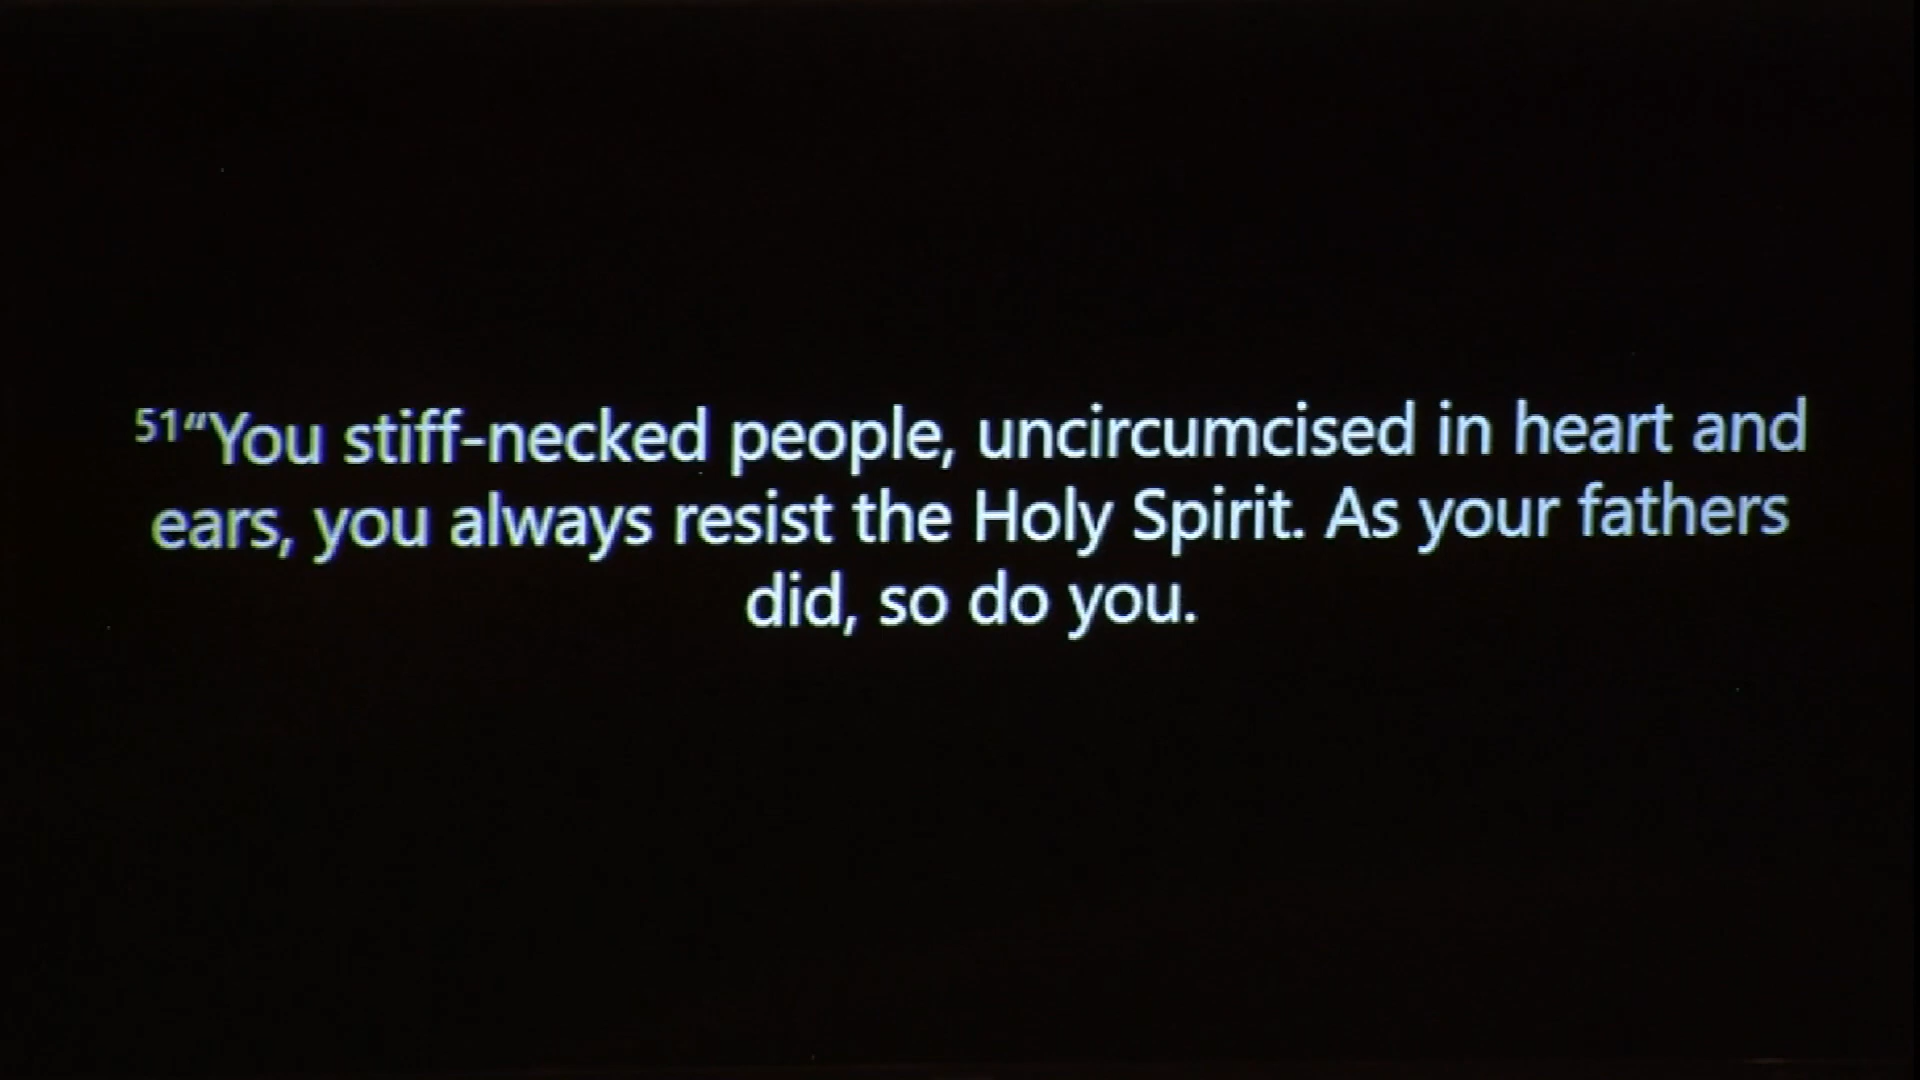 51“You stiff-necked people, uncircumcised in heart and
ears, you always resist the Holy Spirit. As your fathers
did, so do you.